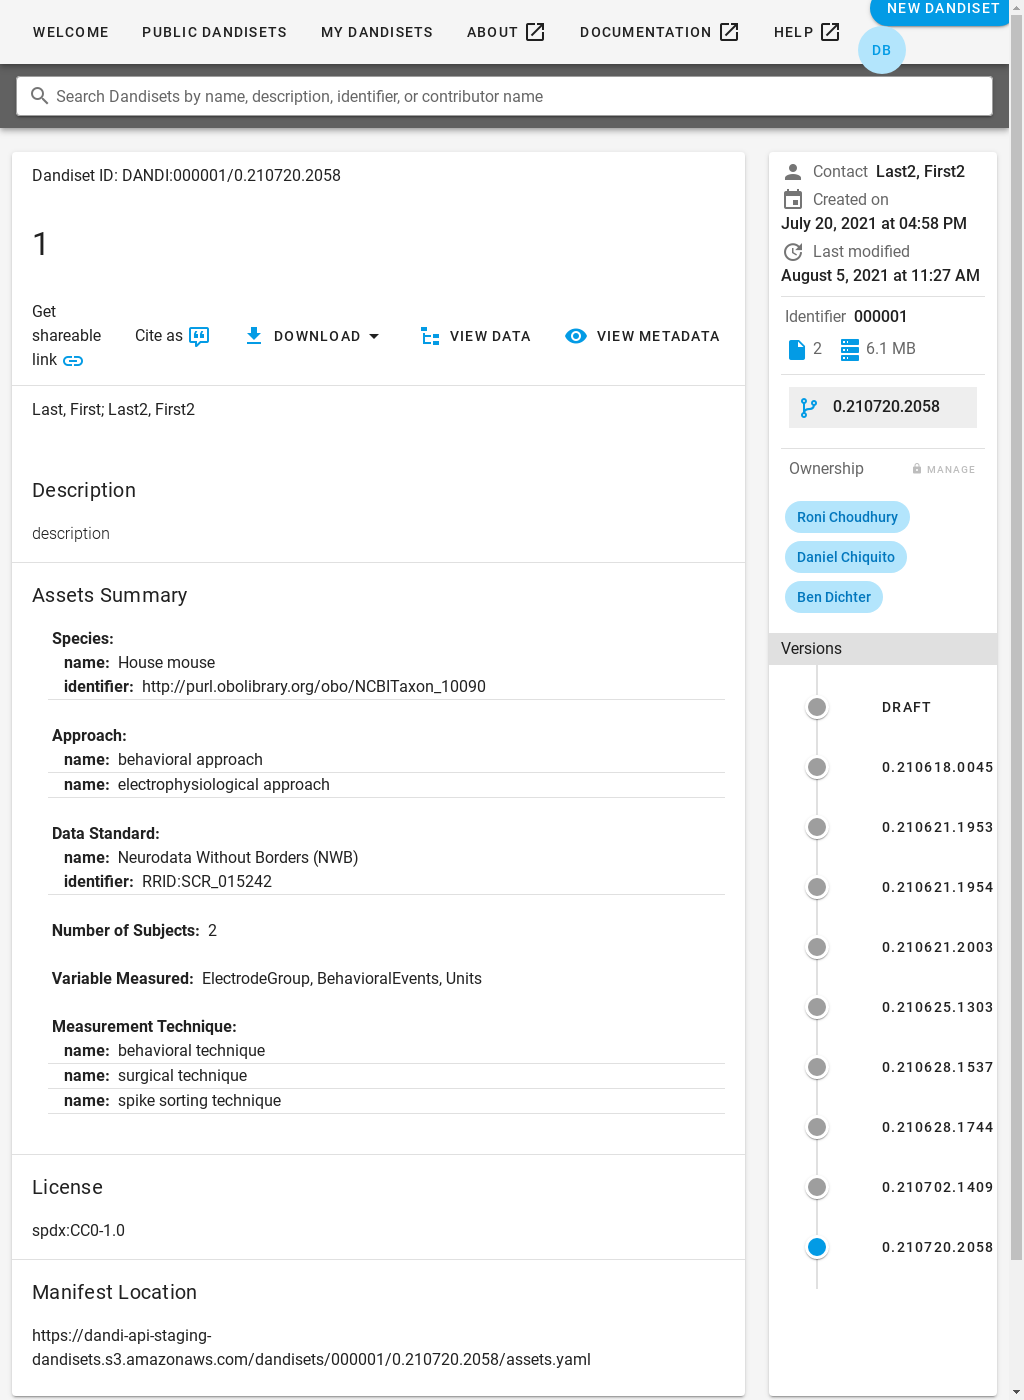 WELCOME
PUBLIC DANDISETS
MY DANDISETS
ABOUT
DOCUMENTATION
HELP
NEW DANDISET
DB
Search Dandisets by name, description, identifier, or contributor name
Dandiset ID: DANDI:000001/0.210720.2058
1
Get
shareable
link
Cite as
DOWNLOAD
VIEW DATA
VIEW METADATA
Last, First; Last2, First2
Description
description
Assets Summary
Species:
name: House mouse
identifier: http://purl.obolibrary.org/obo/NCBITaxon_10090
Approach:
name: behavioral approach
name: electrophysiological approach
Data Standard:
name: Neurodata Without Borders (NWB)
identifier: RRID:SCR_015242
Number of Subjects: 2
Variable Measured: ElectrodeGroup, BehavioralEvents, Units
Measurement Technique:
name: behavioral technique
name: surgical technique
name: spike sorting technique
License
spdx:CC0-1.0
Manifest Location
https://dandi-api-staging-
dandisets.s3.amazonaws.com/dandisets/000001/0.210720.2058/assets.yaml
Contact Last2, First2
Created on
July 20, 2021 at 04:58 PM
Last modified
August 5, 2021 at 11:27 AM
Identifier 000001
2
6.1 MB
0.210720.2058
Ownership
MANAGE
Roni Choudhury
Daniel Chiquito
Ben Dichter
Versions
DRAFT
0.210618.0045
0.210621.1953
0.210621.1954
0.210621.2003
0.210625.1303
0.210628.1537
0.210628.1744
0.210702.1409
0.210720.2058